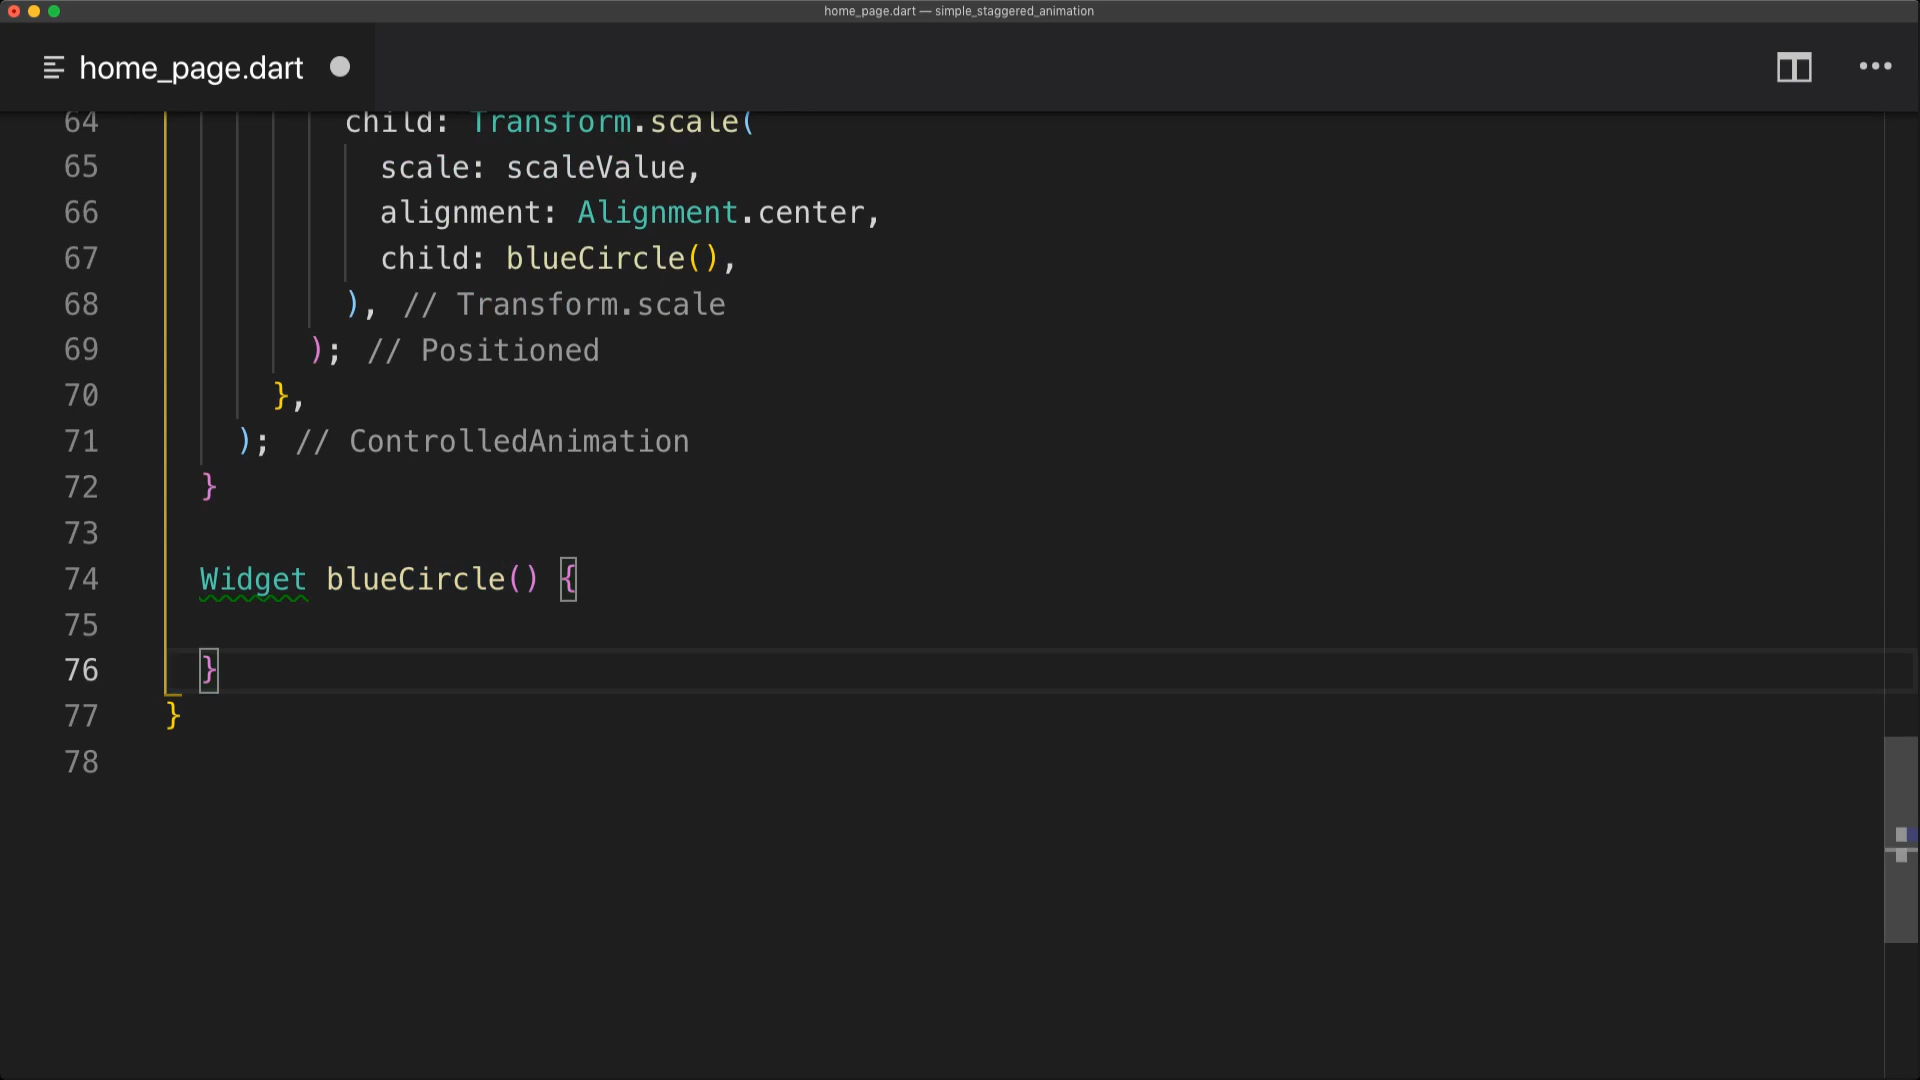 home_page.dart — simple_staggered_animation
home_page.dart
64 child: Transform.scale(
65 scale: scaleValue,
66 alignment: Alignment.center,
67 child: blueCircle(),
68 ), // Transform.scale
69 ); // Positioned
70 },
71 ); // ControlledAnimation
72 }
73
74 Widget blueCircle() {
75
76 }
77 }
78